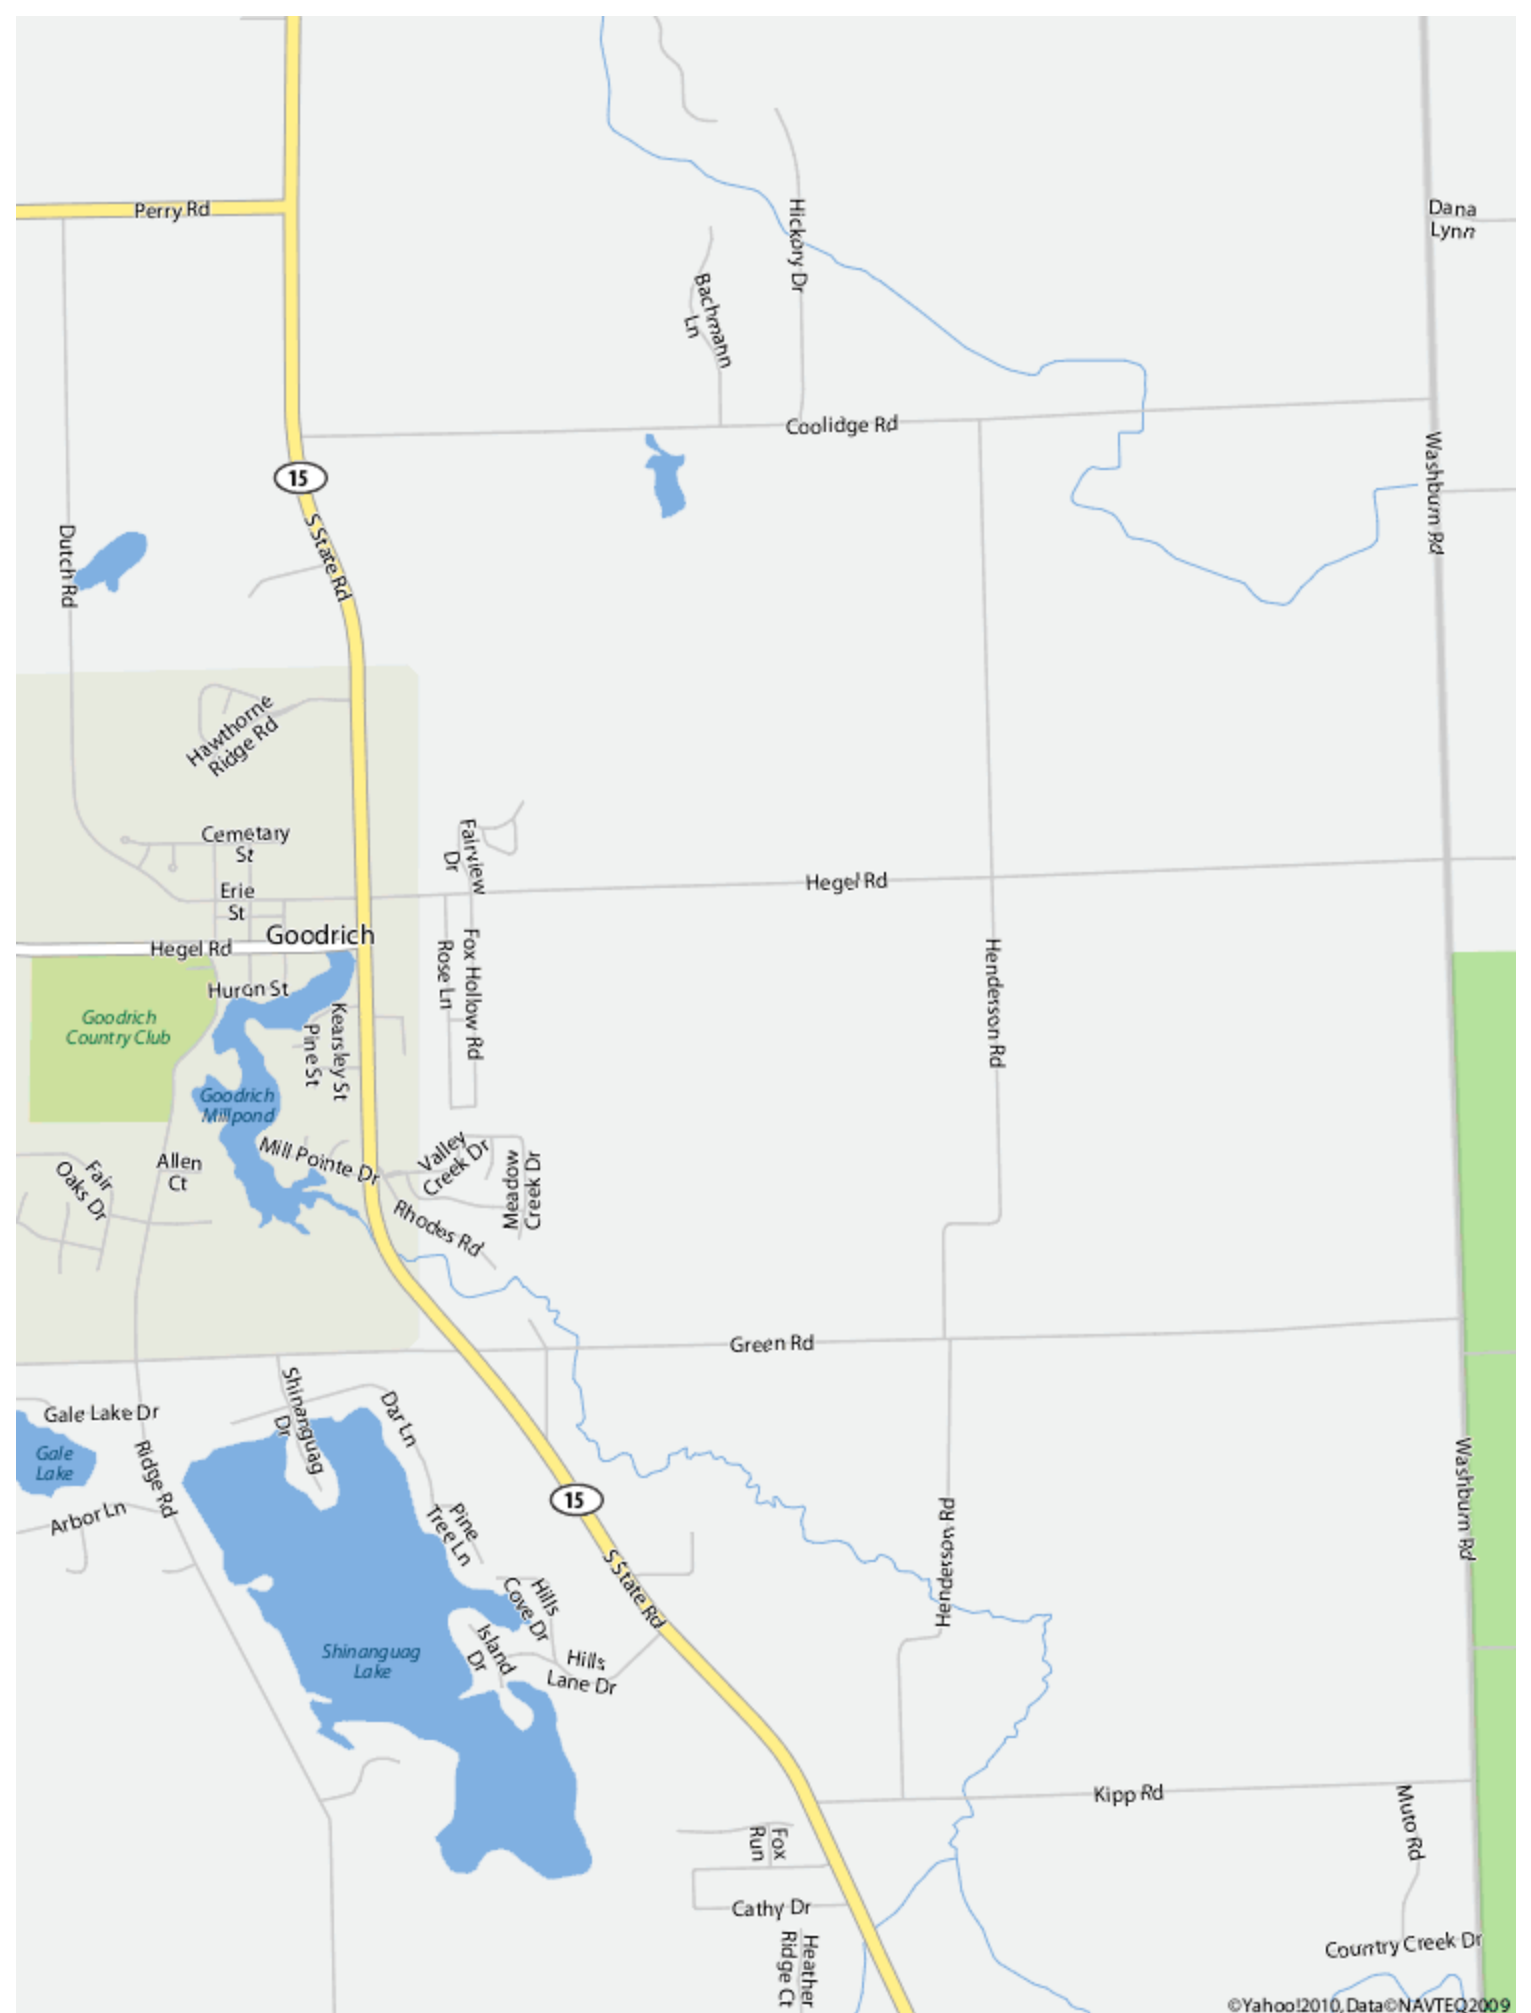 Perry Rd
Dana
Lynn
Hickory Dr
Bachmann
Ln
Coolidge Rd
15
Washburn Rd
S State Rd
Dutch Rd
Hawthorne
Ridge Rd
Cemetary
St
Fairview
Dr
Erie
St
Hegel Rd
Goodrich
Hegel Rd
Rose Ln
Fox Hollow Rd
Henderson Rd
Huron St
Goodrich
Country Club
Kearsley St
Pine St
Goodrich
Millpond
Mill Pointe Dr
Valley
Creek Dr
Meadow
Creek Dr
Allen
Ct
Fair
Oaks Dr
Rhodes Rd
Green Rd
Shinanguag
Dr
Dar Ln
Gale Lake Dr
Gale
Lake
Ridge Rd
Arbor Ln
Washburn Rd
15
Pine
Tree Ln
Henderson Rd
S State Rd
Hills
Cove Dr
Island
Dr
Shinanguag
Lake
Hills
Lane Dr
Kipp Rd
Muto Rd
Fox
Run
Cathy Dr
Heather
Ridge Ct
Country Creek Dr
©Yahoo!2010, Data©NAVTEQ2009